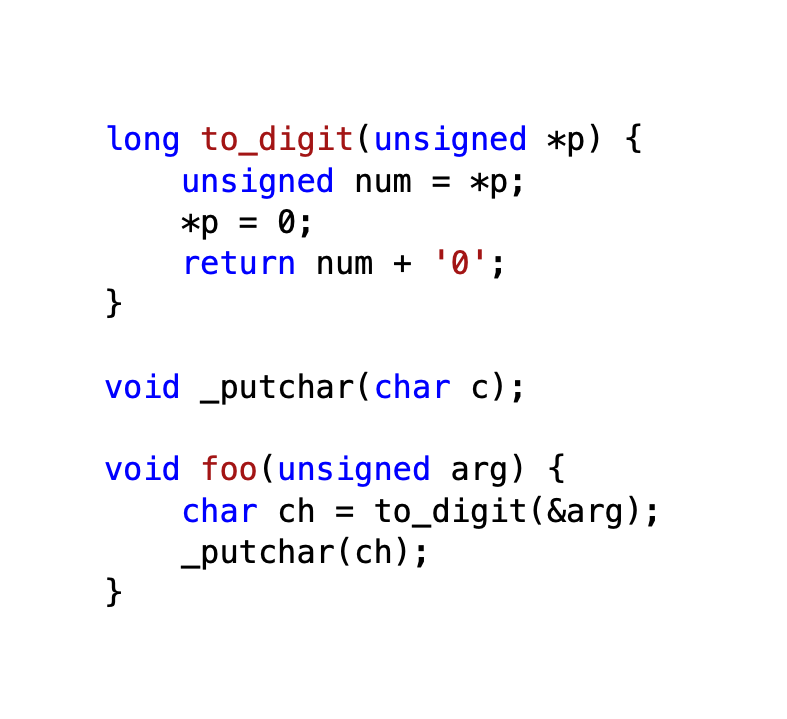 long to_digit(unsigned *p) {
    unsigned num = *p;
    *p = 0;
    return num + '0';
}

void _putchar(char c);

void foo(unsigned arg) {
    char ch = to_digit(&arg);
    _putchar(ch);
}